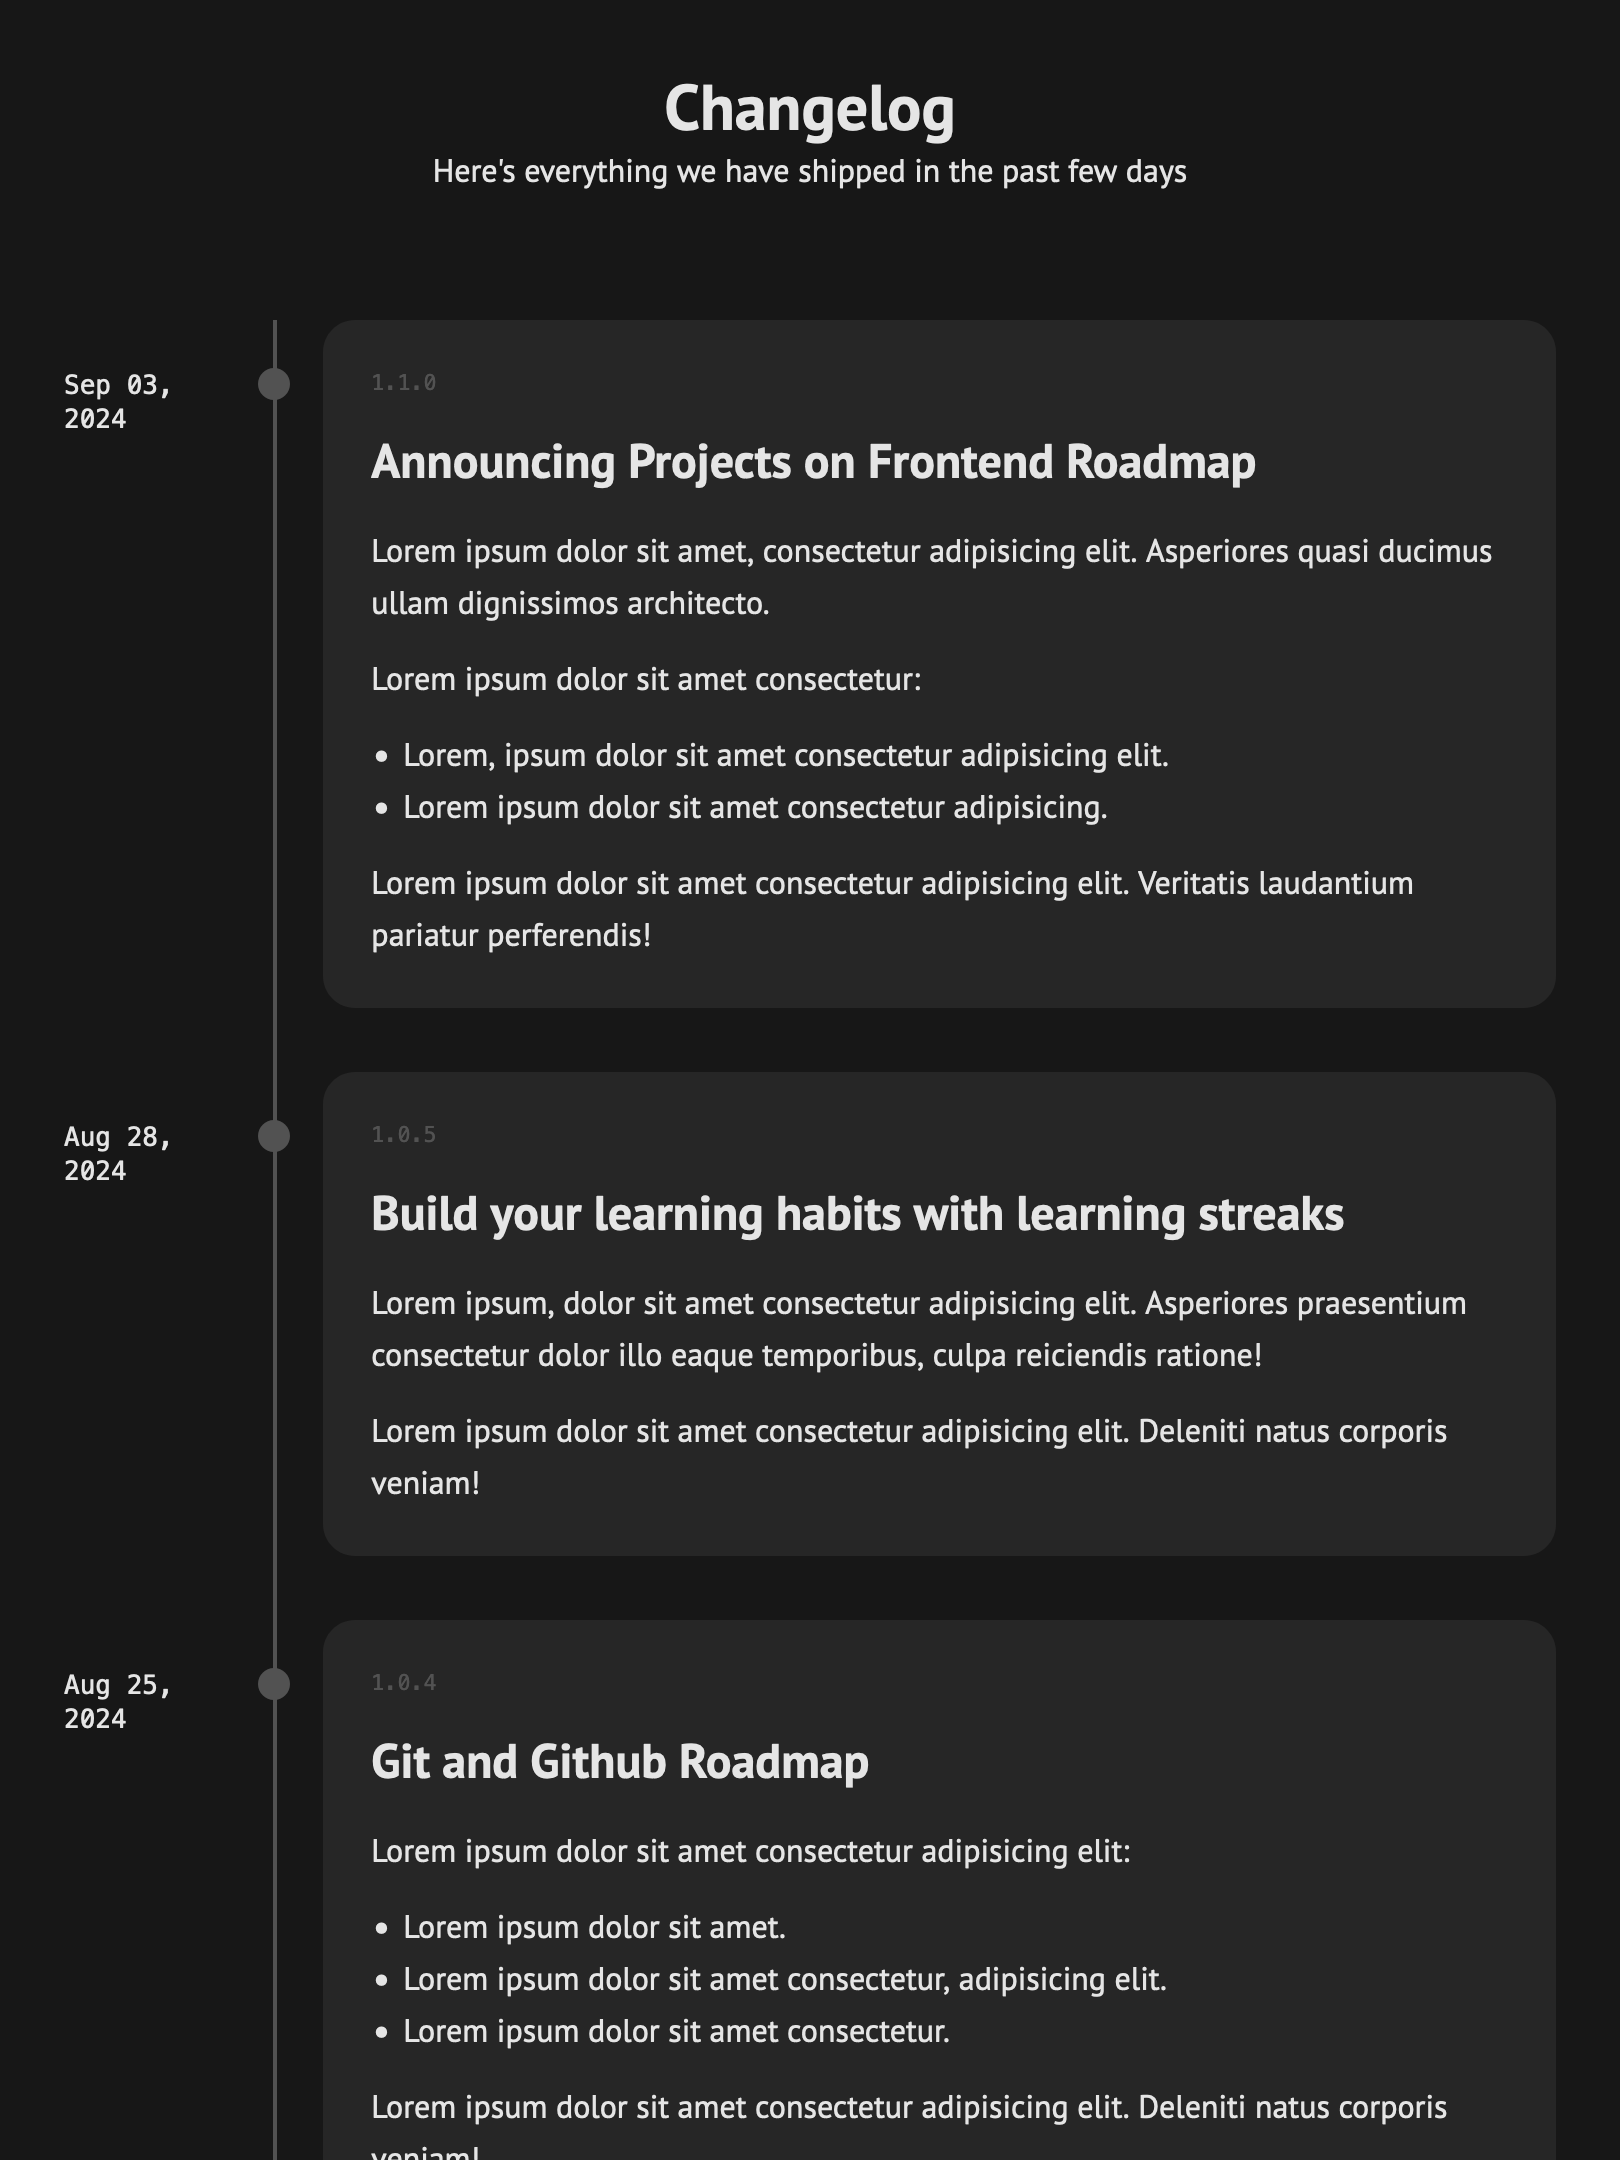 Changelog
Here's everything we have shipped in the past few days
Sep 03,
2024
1.1.0
Announcing Projects on Frontend Roadmap
Lorem ipsum dolor sit amet, consectetur adipisicing elit. Asperiores quasi ducimus
ullam dignissimos architecto.
Lorem ipsum dolor sit amet consectetur:
• Lorem, ipsum dolor sit amet consectetur adipisicing elit.
• Lorem ipsum dolor sit amet consectetur adipisicing.
Lorem ipsum dolor sit amet consectetur adipisicing elit. Veritatis laudantium
pariatur perferendis!
Aug 28,
2024
1.0.5
Build your learning habits with learning streaks
Lorem ipsum, dolor sit amet consectetur adipisicing elit. Asperiores praesentium
consectetur dolor illo eaque temporibus, culpa reiciendis ratione!
Lorem ipsum dolor sit amet consectetur adipisicing elit. Deleniti natus corporis
veniam!
Aug 25,
2024
1.0.4
Git and Github Roadmap
Lorem ipsum dolor sit amet consectetur adipisicing elit:
• Lorem ipsum dolor sit amet.
• Lorem ipsum dolor sit amet consectetur, adipisicing elit.
• Lorem ipsum dolor sit amet consectetur.
Lorem ipsum dolor sit amet consectetur adipisicing elit. Deleniti natus corporis
veniam!